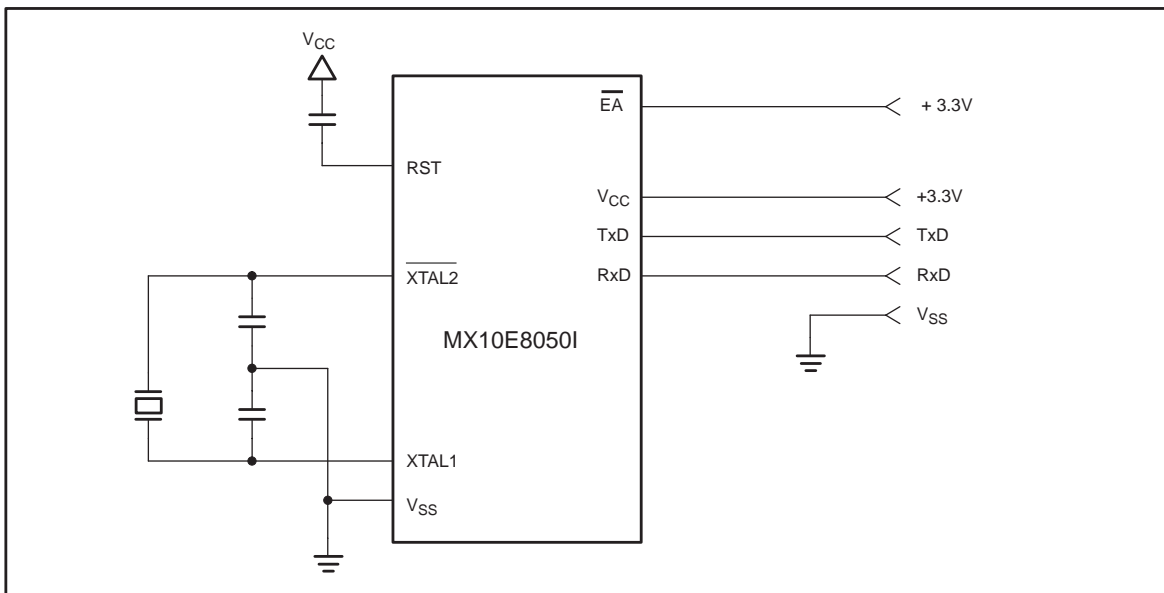 VCC
EA
+ 3.3V
RST
VCC
+3.3V
TxD
TxD
XTAL2
RxD
RxD
VSS
MX10E8050I
XTAL1
VSS